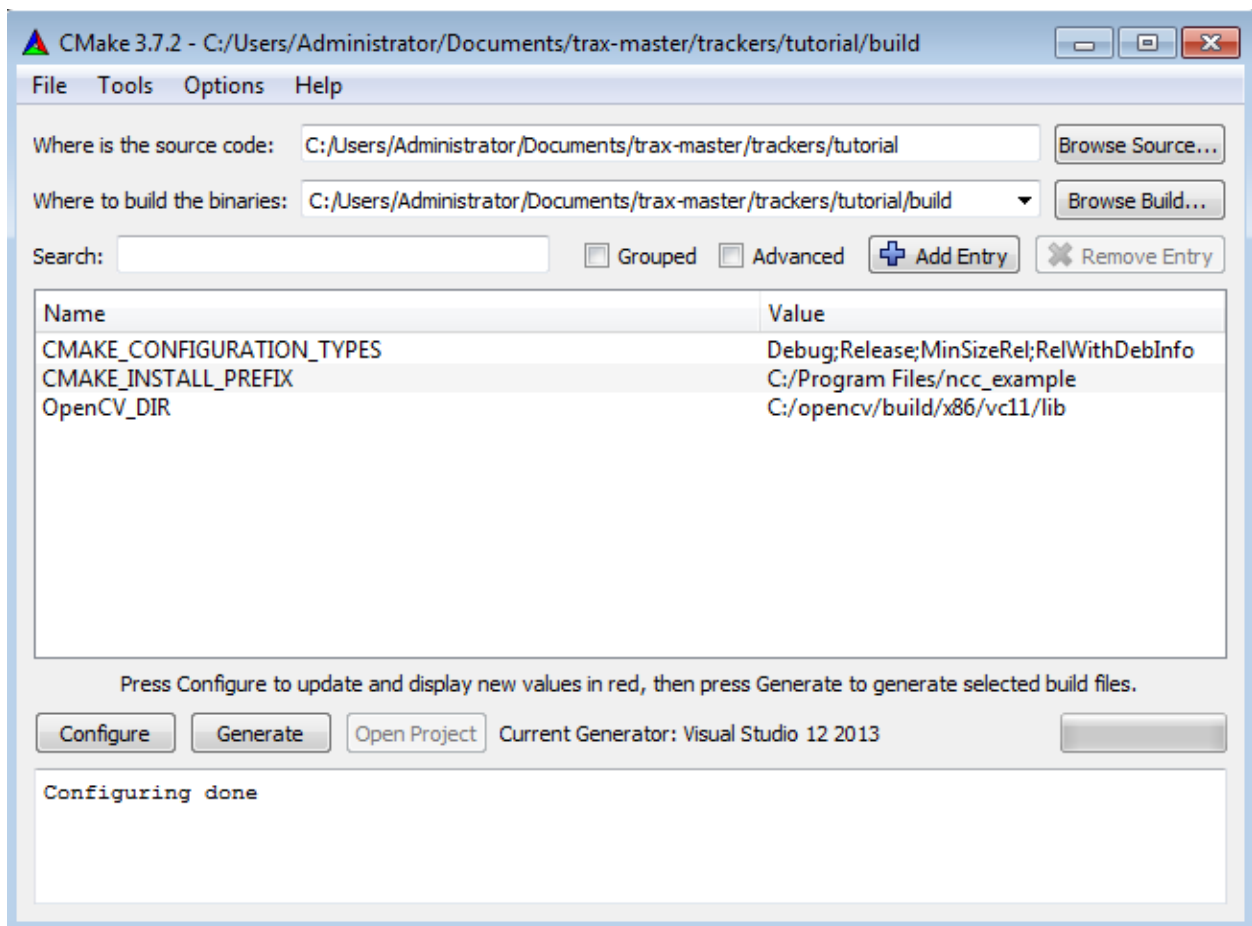 CMake 3.7.2 - C:/Users/Administrator/Documents/trax-master/trackers/tutorial/build
File Tools Options Help
Where is the source code: C:/Users/Administrator/Documents/trax-master/trackers/tutorial Browse Source...
Where to build the binaries: C:/Users/Administrator/Documents/trax-master/trackers/tutorial/build Browse Build...
Search: Grouped Advanced Add Entry Remove Entry
Name Value
CMAKE_CONFIGURATION_TYPES Debug;Release;MinSizeRel;RelWithDebInfo
CMAKE_INSTALL_PREFIX C:/Program Files/ncc_example
OpenCV_DIR C:/opencv/build/x86/vc11/lib
Press Configure to update and display new values in red, then press Generate to generate selected build files.
Configure Generate Open Project Current Generator: Visual Studio 12 2013
Configuring done